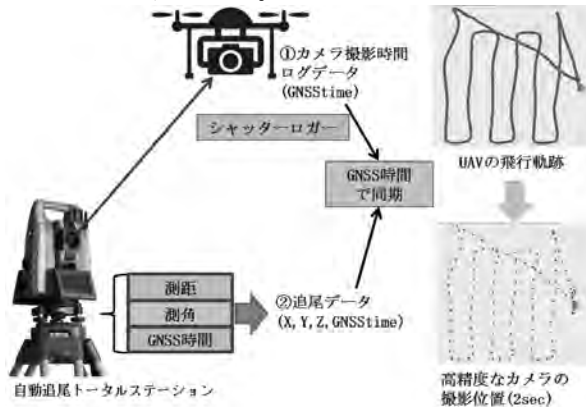 ①カメラ撮影時間
ログデータ
(GNSStime)
シャッターロガー
GNSS時間
で同期
UAVの飛行軌跡
測距
測角
GNSS時間
②追尾データ
(X,Y,Z,GNSStime)
自動追尾トータルステーション
高精度なカメラの
撮影位置(2sec)